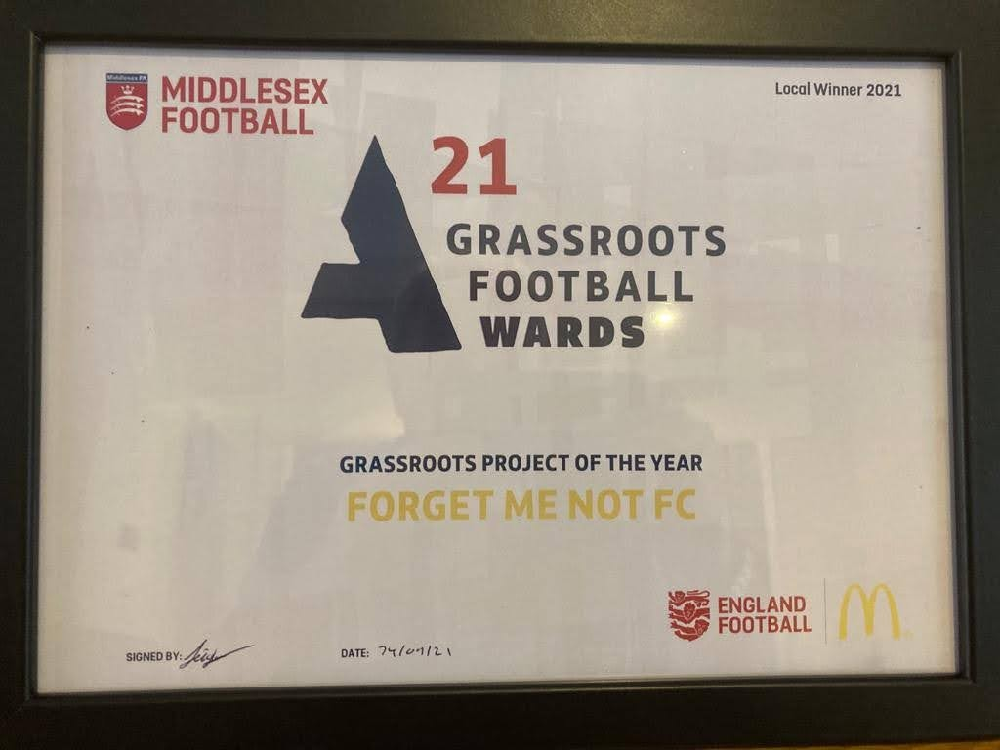 Middlesex FA
MIDDLESEX
FOOTBALL
Local Winner 2021
21
GRASSROOTS
FOOTBALL
WARDS
GRASSROOTS PROJECT OF THE YEAR
FORGET ME NOT FC
ENGLAND
FOOTBALL
SIGNED BY:
DATE: